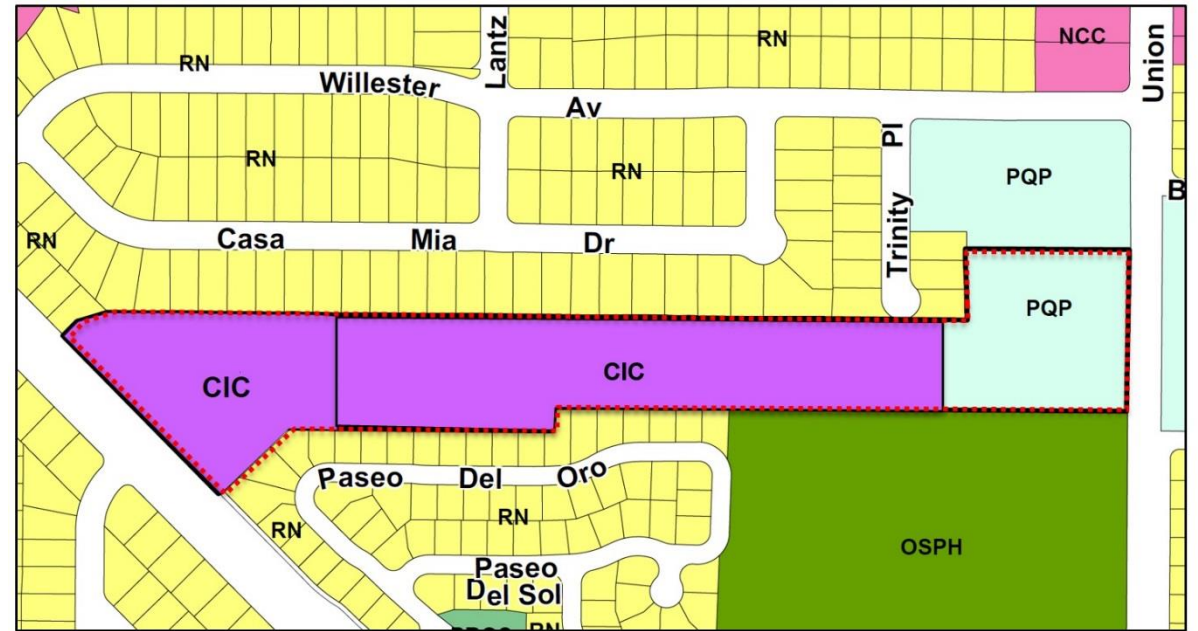 RN
Lantz
RN
NCC
Union
Willester
Av
RN
RN
Trinity Pl
PQP
B
RN
Casa Mia Dr
PQP
CIC
CIC
Paseo Del Oro
RN
RN
OSPH
Paseo
Del Sol
RN